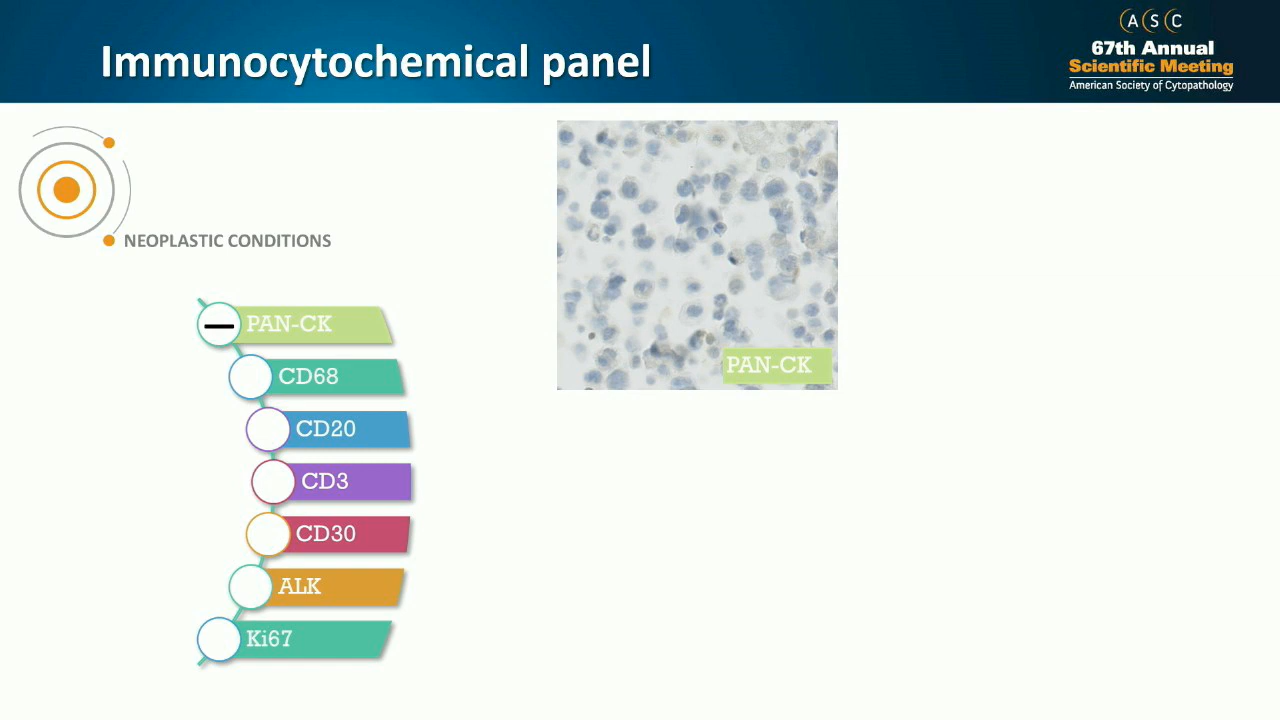 Immunocytochemical panel
ASC
67th Annual
Scientific Meeting
American Society of Cytopathology
NEOPLASTIC CONDITIONS
PAN-CK
CD68
CD20
CD3
CD30
ALK
Ki67
PAN-CK